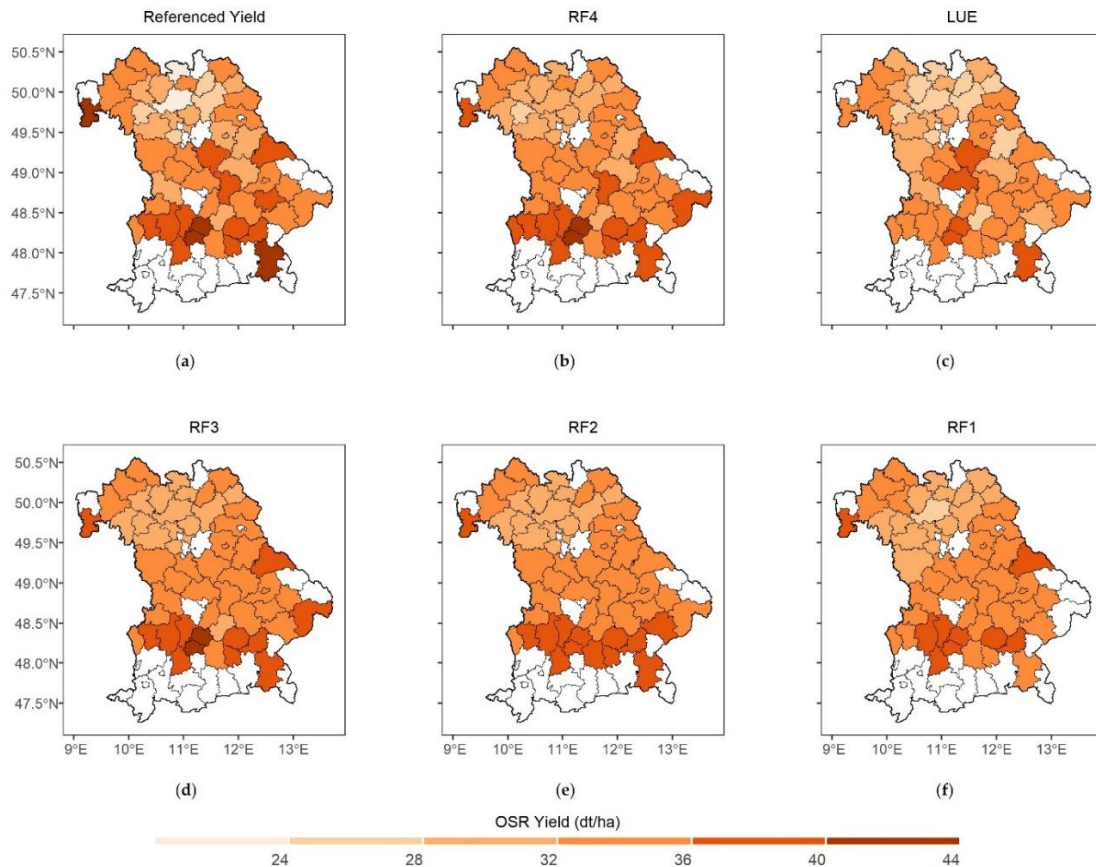 Referenced Yield RF4 LUE
50.5°N
50.0°N
49.5°N
49.0°N
48.5°N
48.0°N
47.5°N
(a) (b) (c)
RF3 RF2 RF1
50.5°N
50.0°N
49.5°N
49.0°N
48.5°N
48.0°N
47.5°N
9°E 10°E 11°E 12°E 13°E 9°E 10°E 11°E 12°E 13°E 9°E 10°E 11°E 12°E 13°E
(d) (e) (f)
OSR Yield (dt/ha)
24 28 32 36 40 44